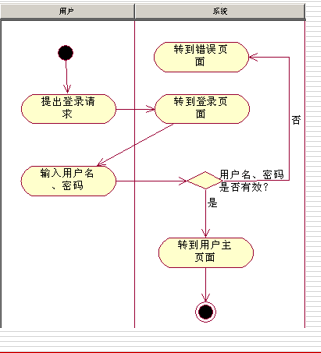 用户
系统
转到错误页
面
提出登录请
求
转到登录页
面
否
输入用户名
、密码
用户名、密码
是否有效?
是
转到用户主
页面